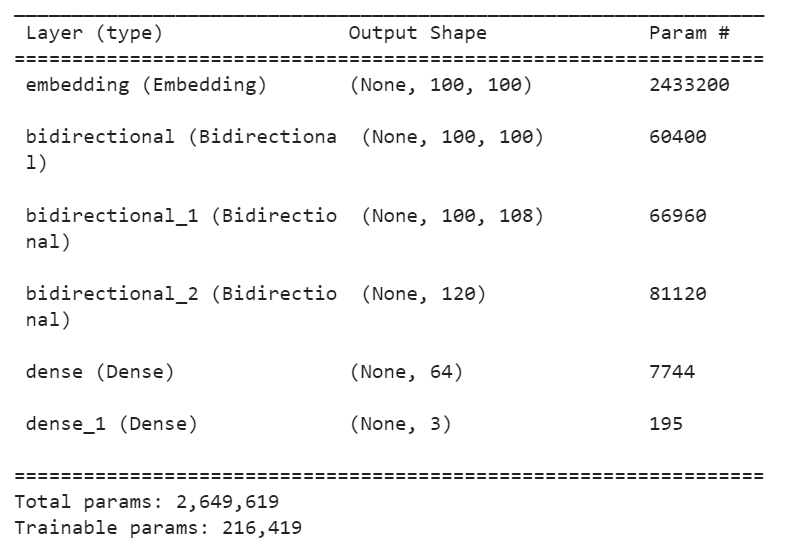 Layer (type) Output Shape Param #
=================================================================
embedding (Embedding) (None, 100, 100) 2433200
bidirectional (Bidirectiona (None, 100, 100) 60400
l)
bidirectional_1 (Bidirectio (None, 100, 108) 66960
nal)
bidirectional_2 (Bidirectio (None, 120) 81120
nal)
dense (Dense) (None, 64) 7744
dense_1 (Dense) (None, 3) 195
=================================================================
Total params: 2,649,619
Trainable params: 216,419